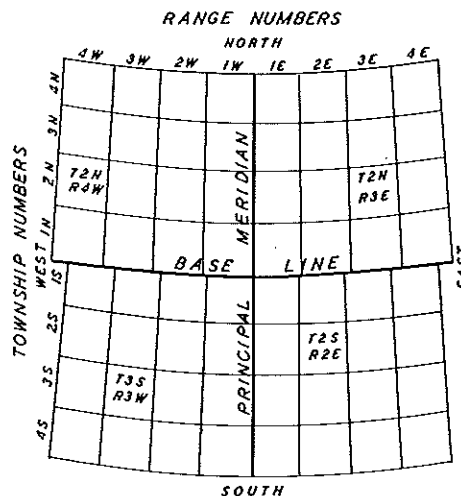 RANGE NUMBERS
NORTH
4W 3W 2W 1W 1E 2E 3E 4E
4N
3N
2N
1N
TOWNSHIP NUMBERS
WEST
EAST
T2N
R4W
T2N
R3E
MERIDIAN
BASE LINE
1S
2S
3S
4S
T2S
R2E
T3S
R3W
PRINCIPAL
SOUTH